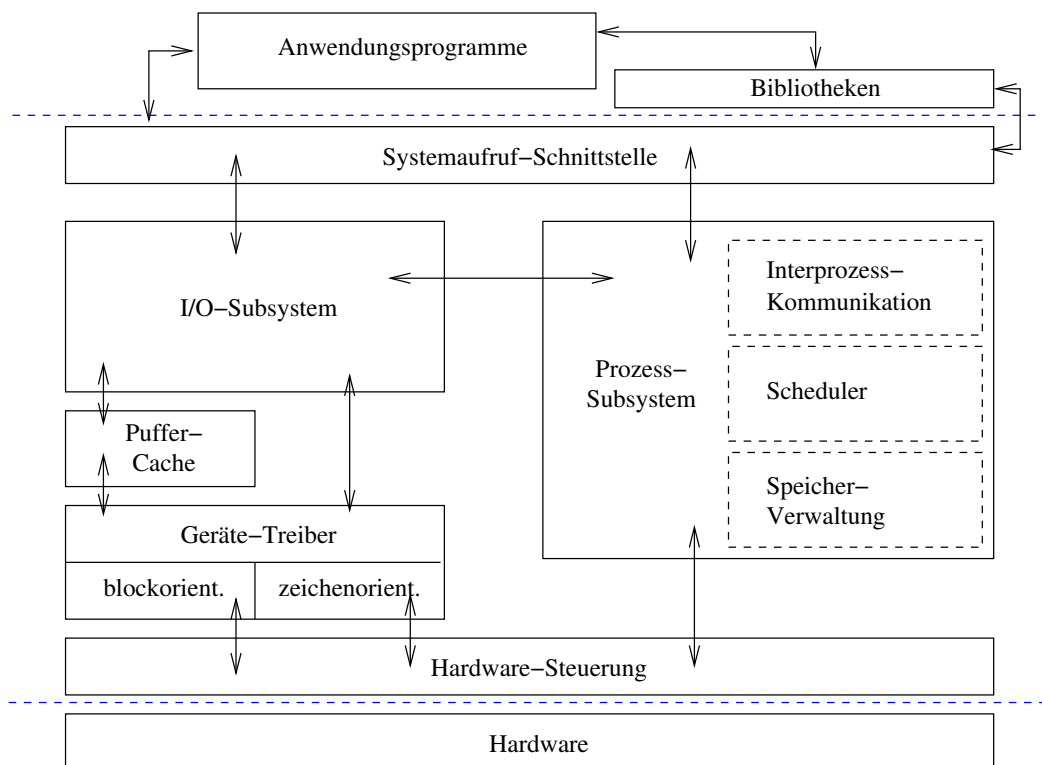 Anwendungsprogramme
Bibliotheken
Systemaufruf–Schnittstelle
I/O–Subsystem
Interprozess–
Kommunikation
Prozess–
Subsystem
Scheduler
Puffer–
Cache
Speicher–
Verwaltung
Geräte–Treiber
blockorient.
zeichenorient.
Hardware–Steuerung
Hardware